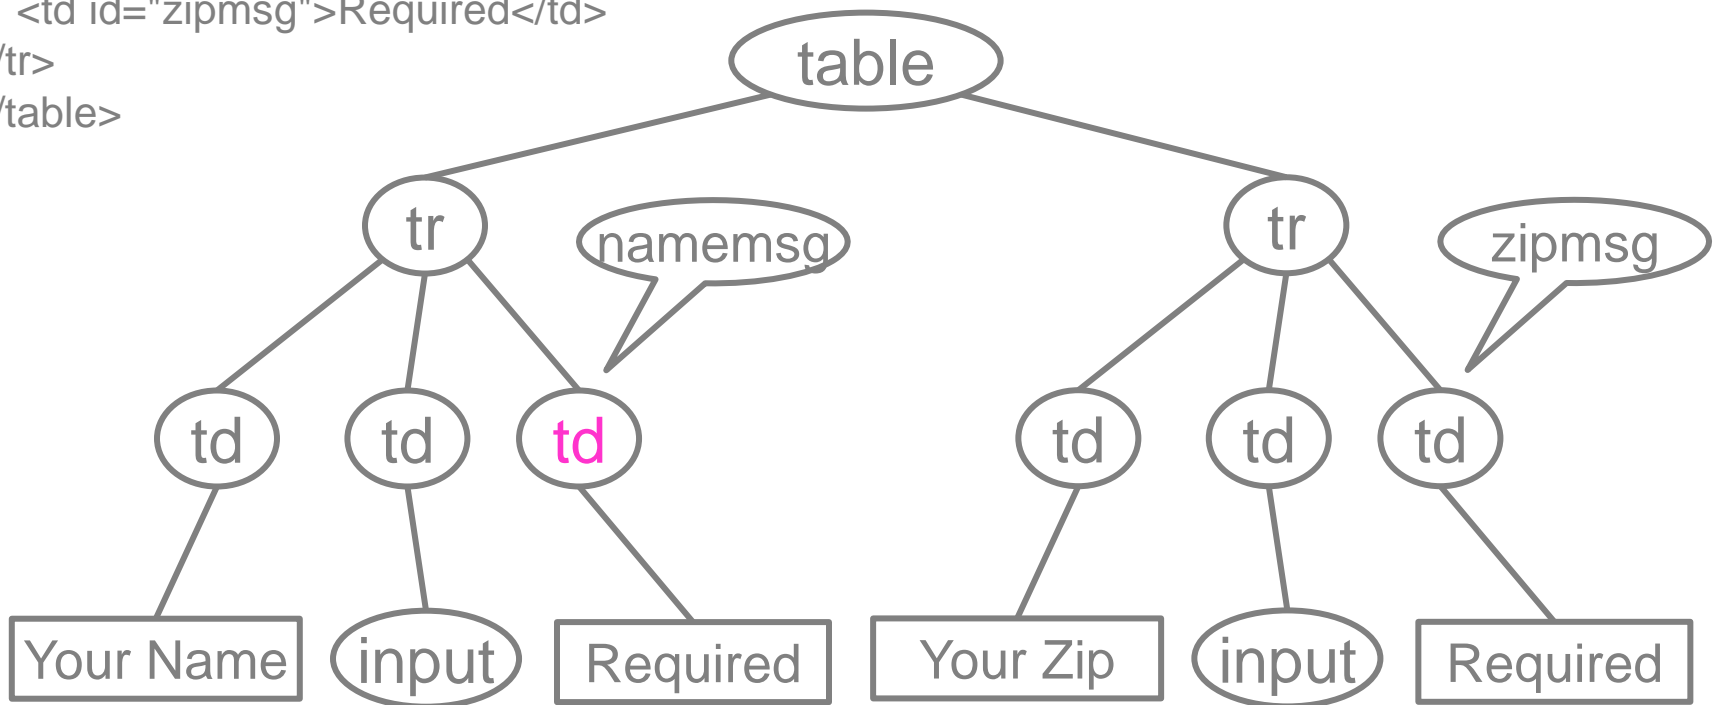 <td id="zipmsg">Required</td>
/tr>
/table>
table
tr
namemsg
tr
zipmsg
td
td
td
td
td
td
Your Name
input
Required
Your Zip
input
Required